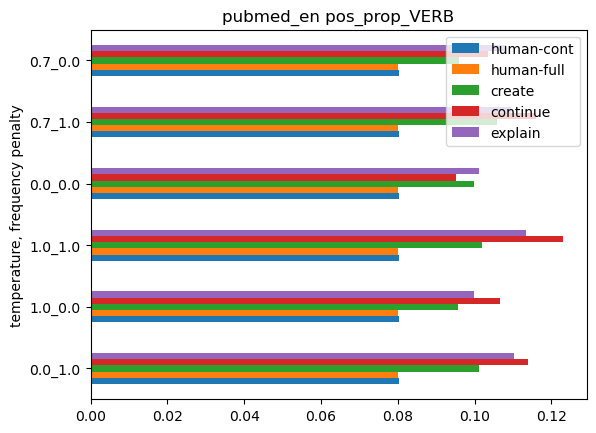 pubmed_en pos_prop_VERB
temperature, frequency penalty
0.7_0.0
0.7_1.0
0.0_0.0
1.0_1.0
1.0_0.0
0.0_1.0
human-cont
human-full
create
continue
explain
0.00 0.02 0.04 0.06 0.08 0.10 0.12